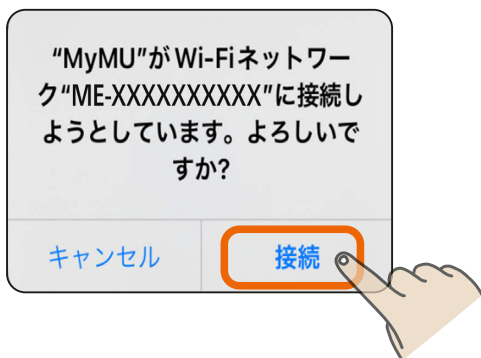 “MyMU”がWi-Fiネットワー
ク“ME-XXXXXXXXXX”に接続し
ようとしています。よろしいで
すか?
キャンセル
接続